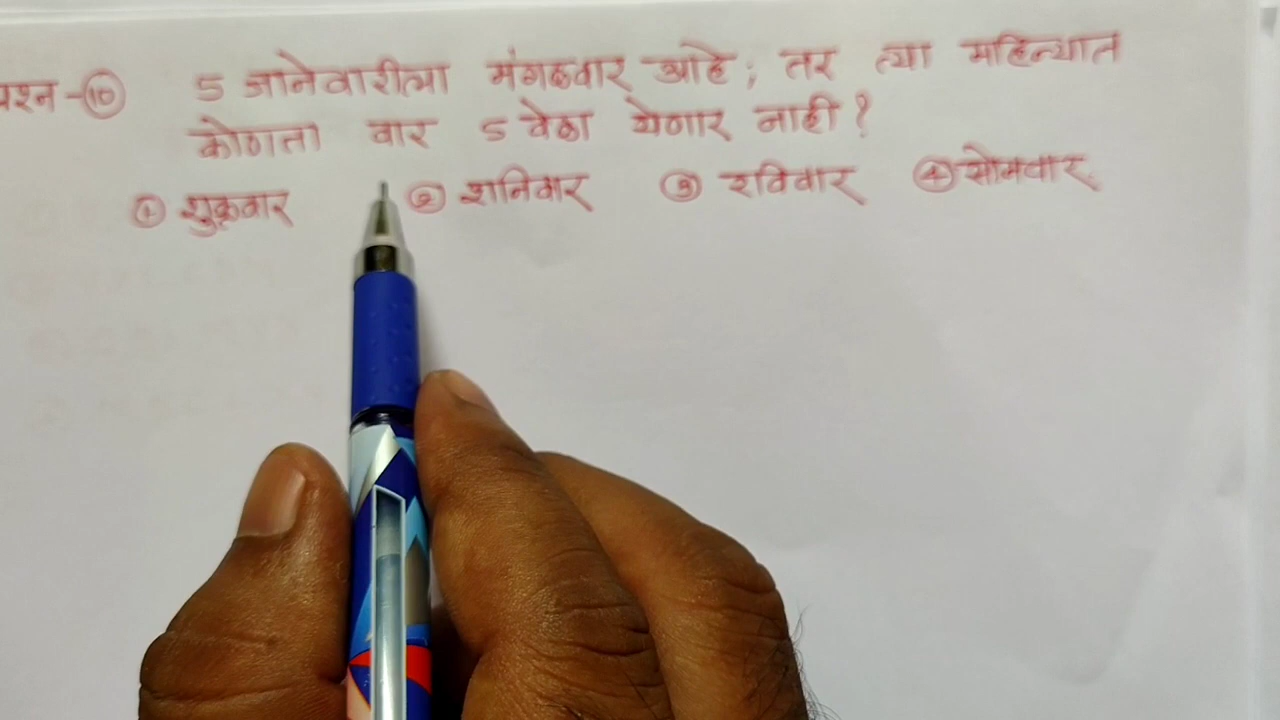 प्रश्न-⑩ 5 जानेवारीला मंगळवार आहे; तर त्या महिन्यात
कोणता वार 5 वेळा येणार नाही?
① शुक्रवार ② शनिवार ③ रविवार ④ सोमवार.